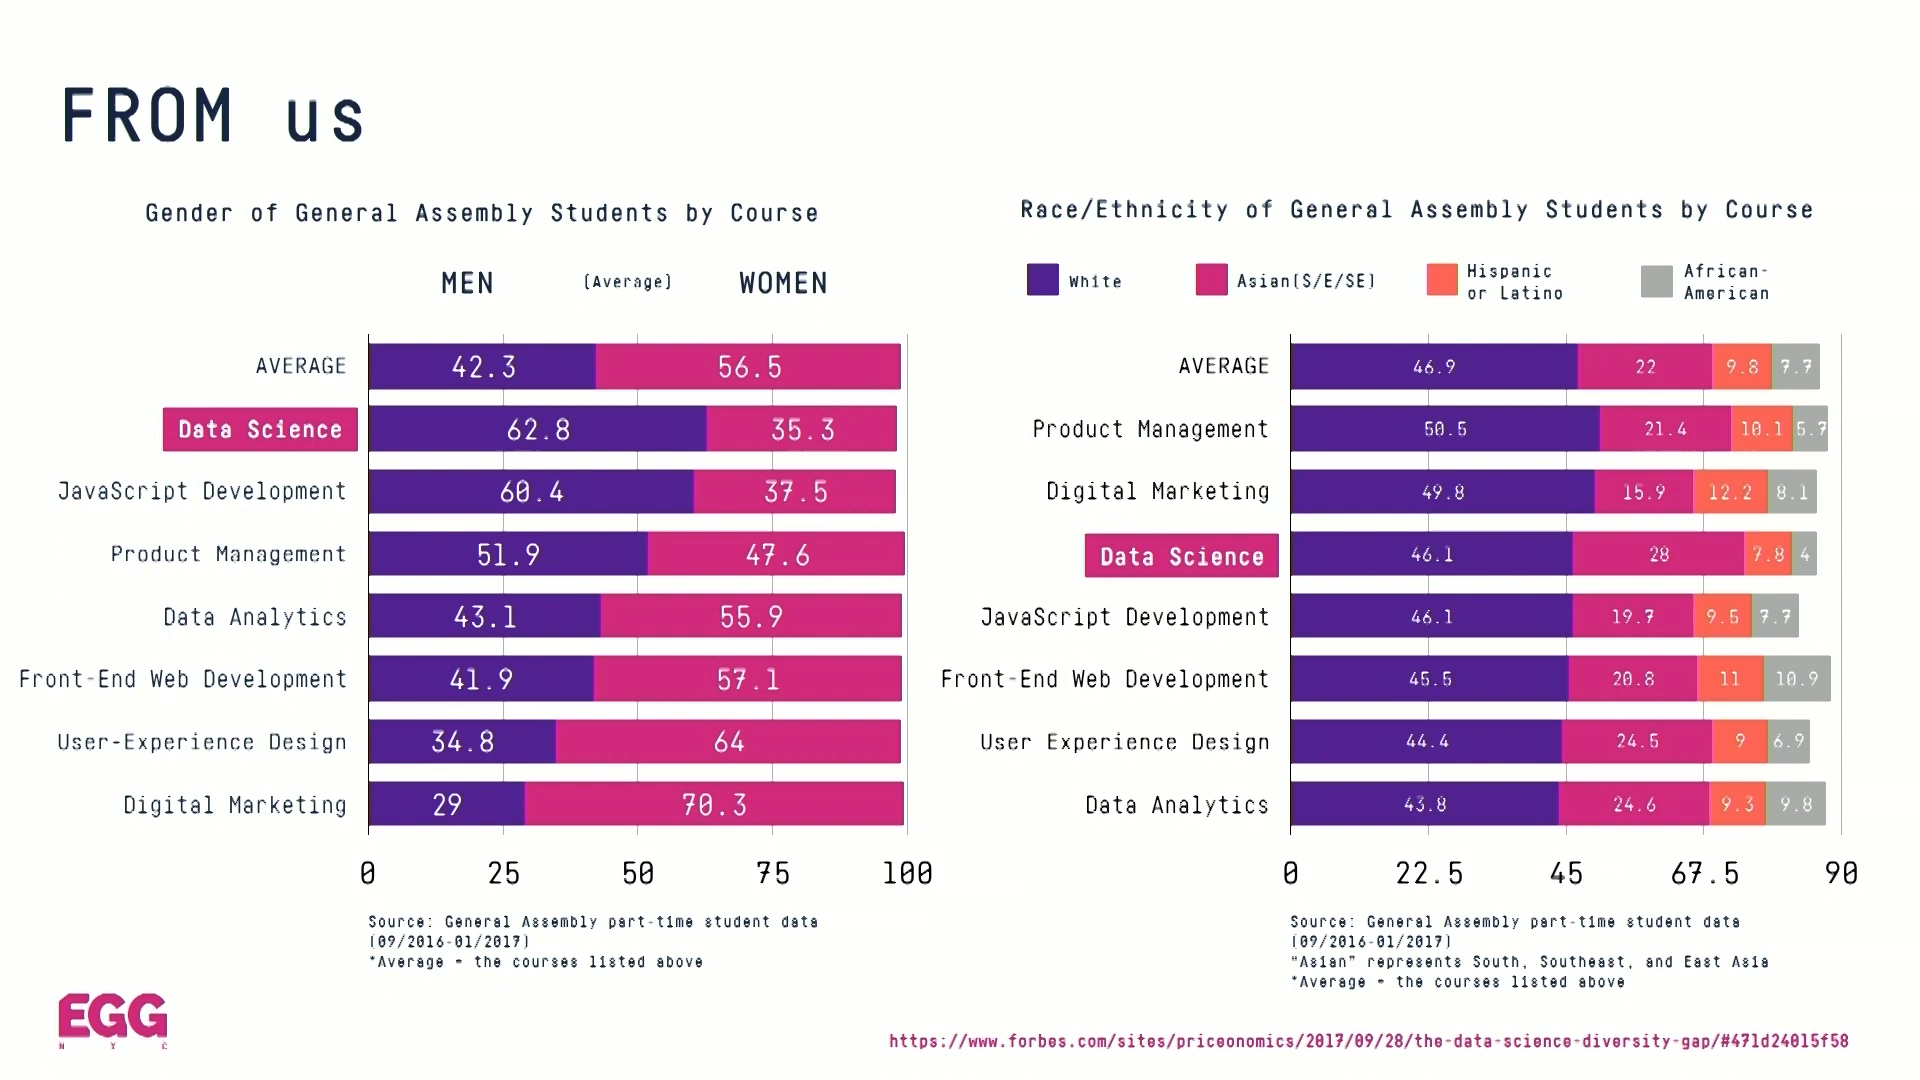 FROM us
Gender of General Assembly Students by Course
MEN (Average) WOMEN
AVERAGE 42.3 56.5
Data Science 62.8 35.3
JavaScript Development 60.4 37.5
Product Management 51.9 47.6
Data Analytics 43.1 55.9
Front-End Web Development 41.9 57.1
User-Experience Design 34.8 64
Digital Marketing 29 70.3
0 25 50 75 100
Source: General Assembly part-time student data
(09/2016-01/2017)
*Average = the courses listed above
Race/Ethnicity of General Assembly Students by Course
White
Asian(S/E/SE)
Hispanic
or Latino
African-
American
AVERAGE 46.9 22 9.8 7.7
Product Management 50.5 21.4 10.1 5.7
Digital Marketing 49.8 15.9 12.2 8.1
Data Science 46.1 28 7.8 4
JavaScript Development 46.1 19.7 9.5 7.7
Front-End Web Development 45.5 20.8 11 10.9
User Experience Design 44.4 24.5 9 6.9
Data Analytics 43.8 24.6 9.3 9.8
0 22.5 45 67.5 90
Source: General Assembly part-time student data
(09/2016-01/2017)
"Asian" represents South, Southeast, and East Asia
*Average = the courses listed above
EGG
N Y C
https://www.forbes.com/sites/priceonomics/2017/09/28/the-data-science-diversity-gap/#471d24015f58